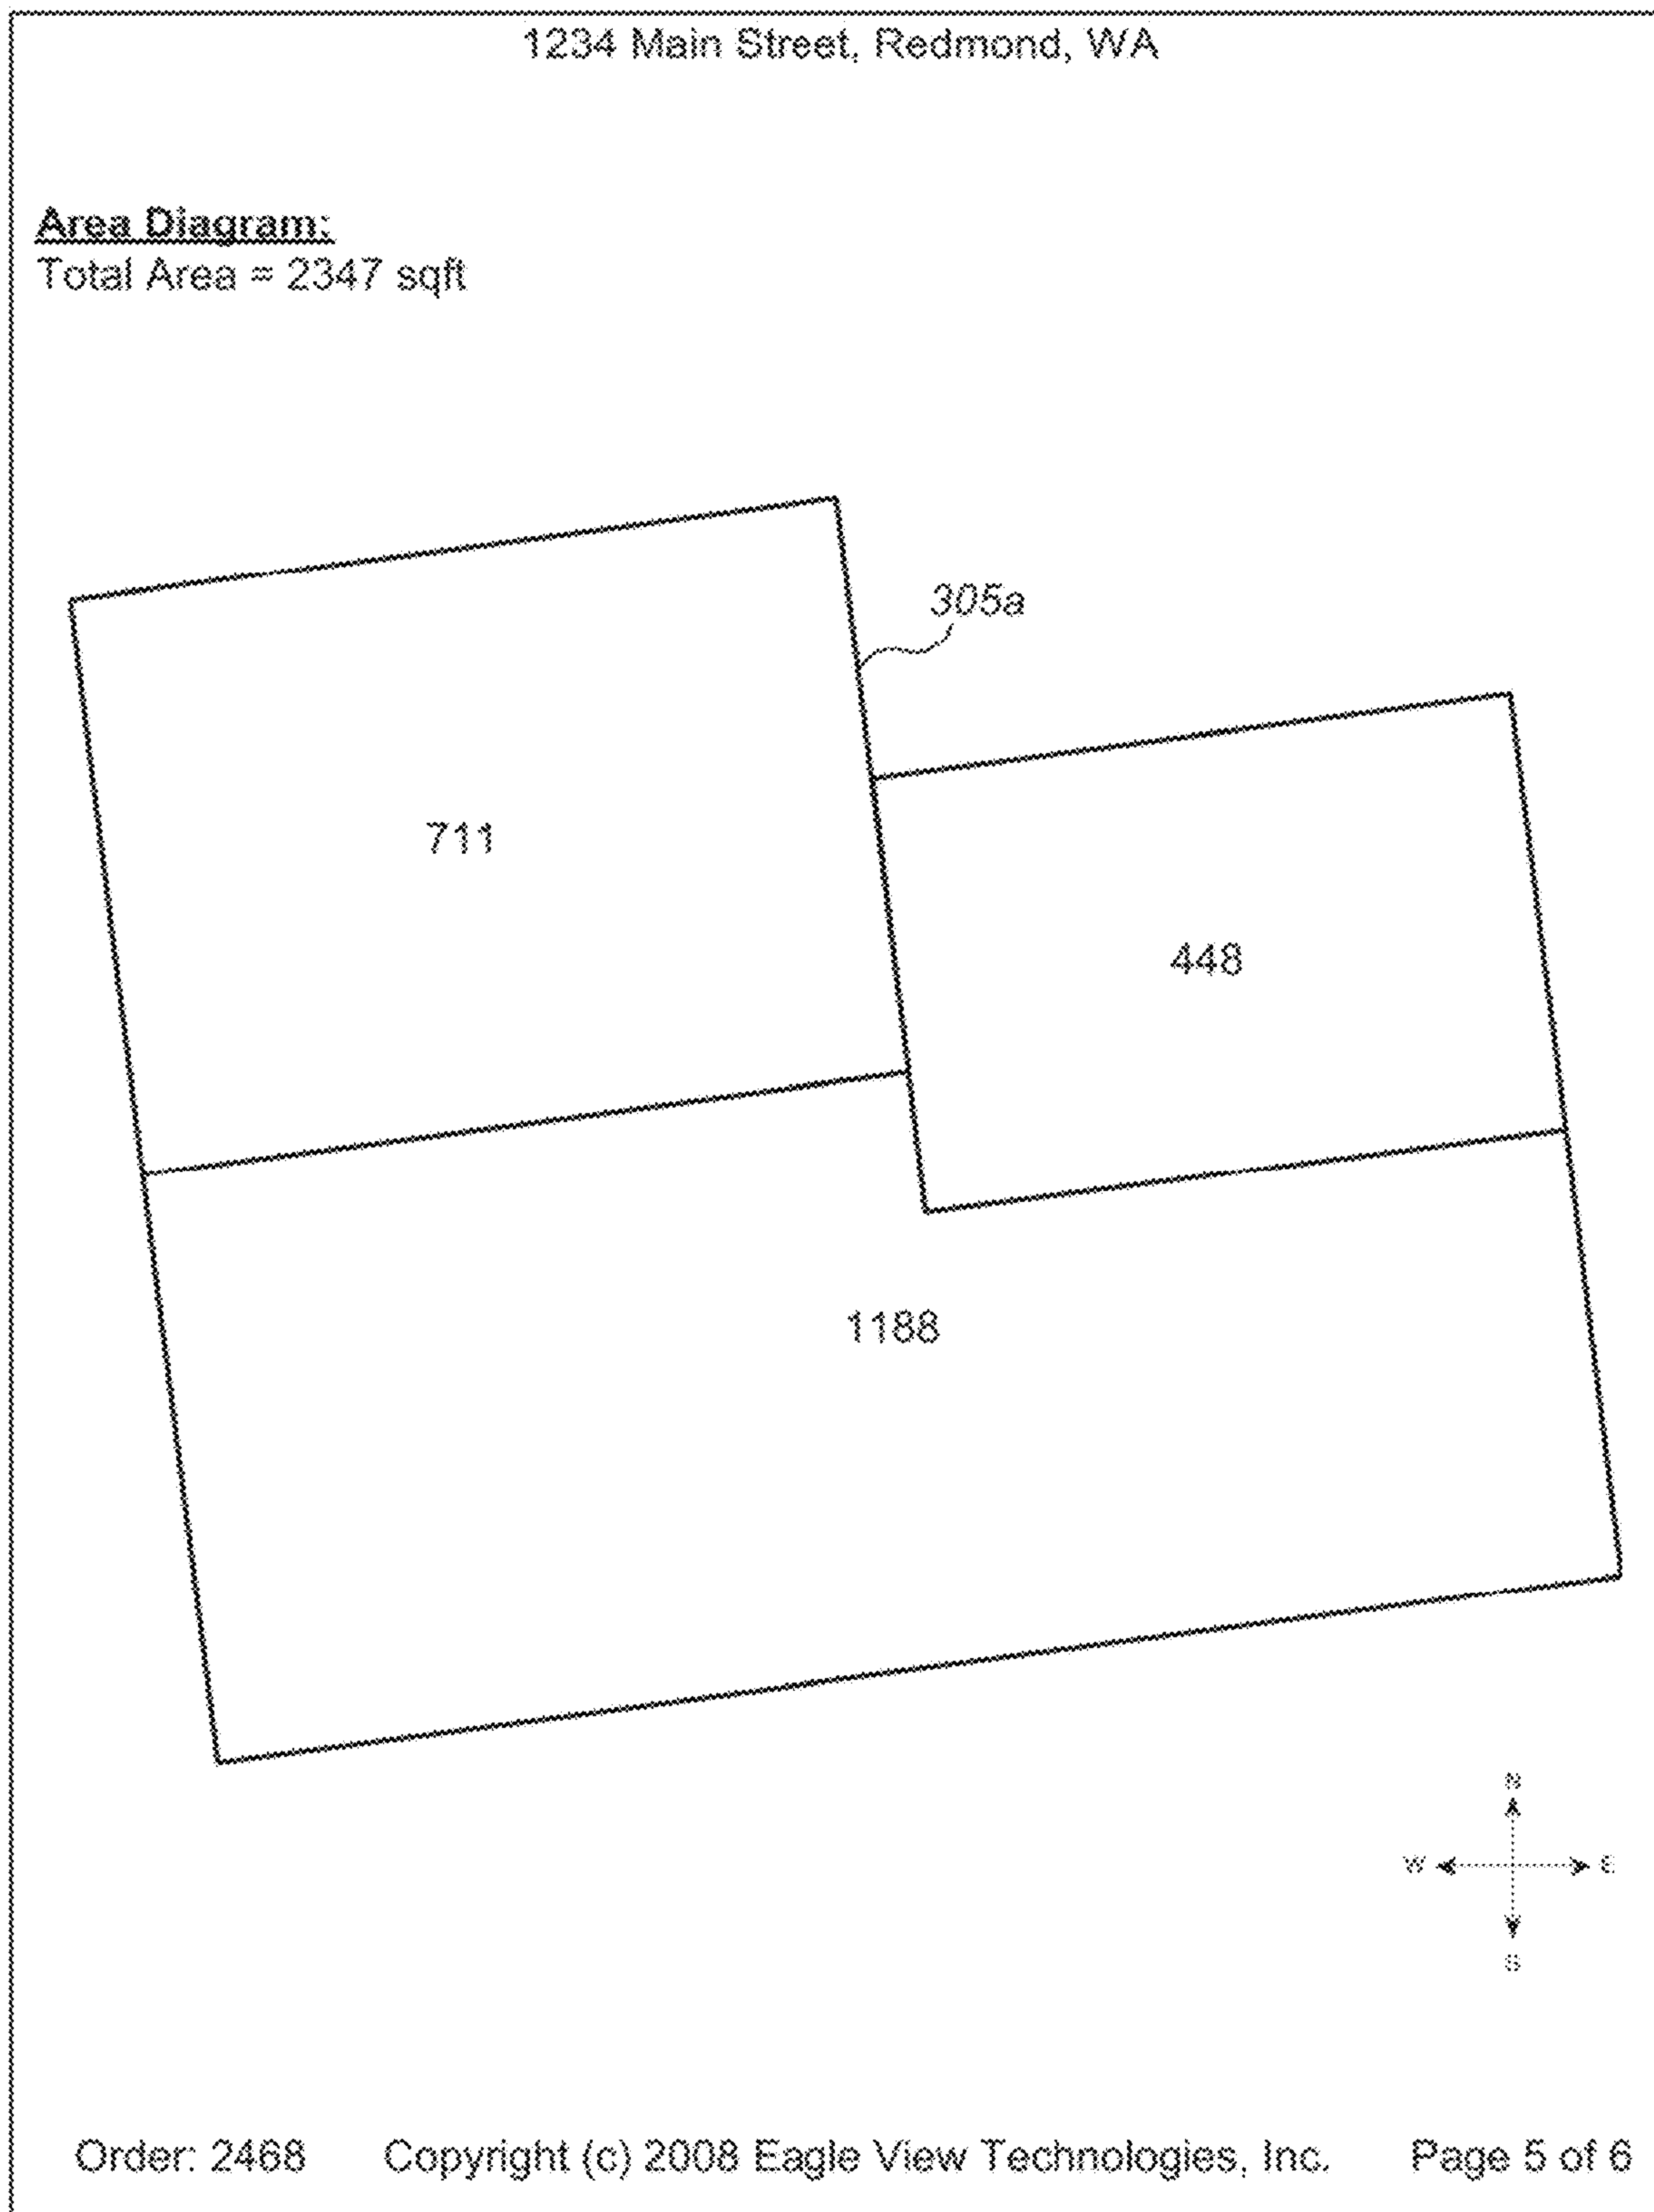 1234 Main Street, Redmond, WA
Area Diagram:
Total Area = 2347 sqft
305a
711
448
1188
N
W E
S
Order: 2468 Copyright (c) 2008 Eagle View Technologies, Inc. Page 5 of 6